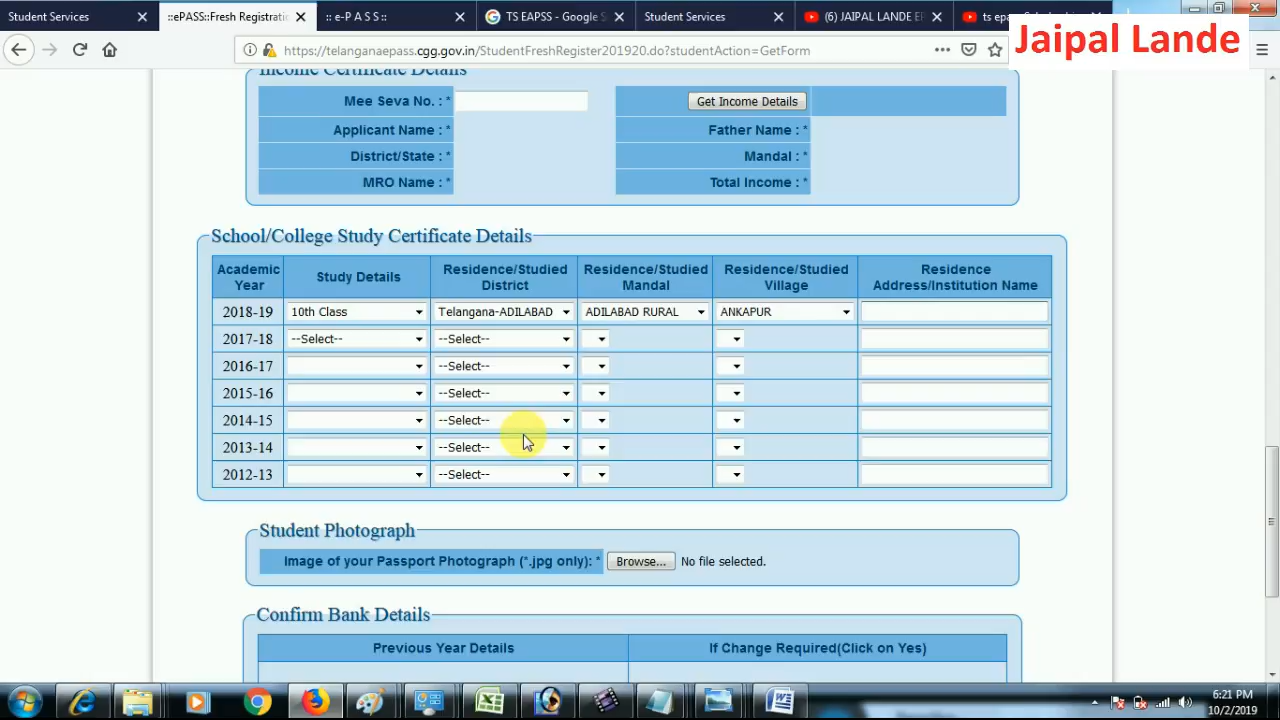 Student Services
::ePASS::Fresh Registratio
:: e-P A S S ::
TS EAPSS - Google S
Student Services
(6) JAIPAL LANDE E
https://telanganaepass.cgg.gov.in/StudentFreshRegister201920.do?studentAction=GetForm
Jaipal Lande
Income Certificate Details
Mee Seva No. : *
Get Income Details
Applicant Name : * Father Name : *
District/State : * Mandal : *
MRO Name : * Total Income : *
School/College Study Certificate Details
Academic Year Study Details Residence/Studied District Residence/Studied Mandal Residence/Studied Village Residence Address/Institution Name
2018-19 10th Class Telangana-ADILABAD ADILABAD RURAL ANKAPUR
2017-18 --Select-- --Select--
2016-17 --Select--
2015-16 --Select--
2014-15 --Select--
2013-14 --Select--
2012-13 --Select--
Student Photograph
Image of your Passport Photograph (*.jpg only): * Browse... No file selected.
Confirm Bank Details
Previous Year Details If Change Required(Click on Yes)
6:21 PM
10/2/2019